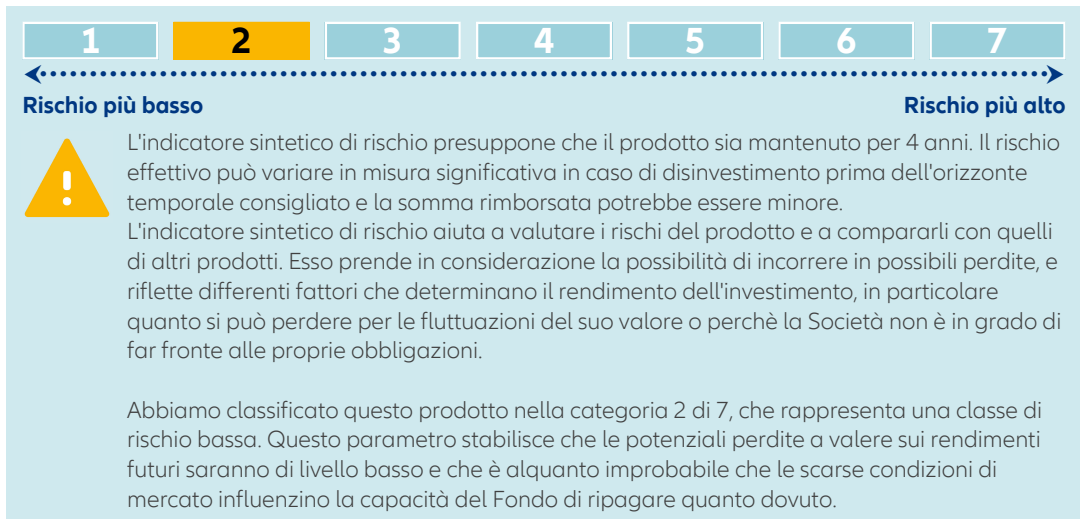 1 2 3 4 5 6 7
Rischio più basso Rischio più alto
L'indicatore sintetico di rischio presuppone che il prodotto sia mantenuto per 4 anni. Il rischio
effettivo può variare in misura significativa in caso di disinvestimento prima dell'orizzonte
temporale consigliato e la somma rimborsata potrebbe essere minore.
L'indicatore sintetico di rischio aiuta a valutare i rischi del prodotto e a compararli con quelli
di altri prodotti. Esso prende in considerazione la possibilità di incorrere in possibili perdite, e
riflette differenti fattori che determinano il rendimento dell'investimento, in particolare
quanto si può perdere per le fluttuazioni del suo valore o perchè la Società non è in grado di
far fronte alle proprie obbligazioni.
Abbiamo classificato questo prodotto nella categoria 2 di 7, che rappresenta una classe di
rischio bassa. Questo parametro stabilisce che le potenziali perdite a valere sui rendimenti
futuri saranno di livello basso e che è alquanto improbabile che le scarse condizioni di
mercato influenzino la capacità del Fondo di ripagare quanto dovuto.